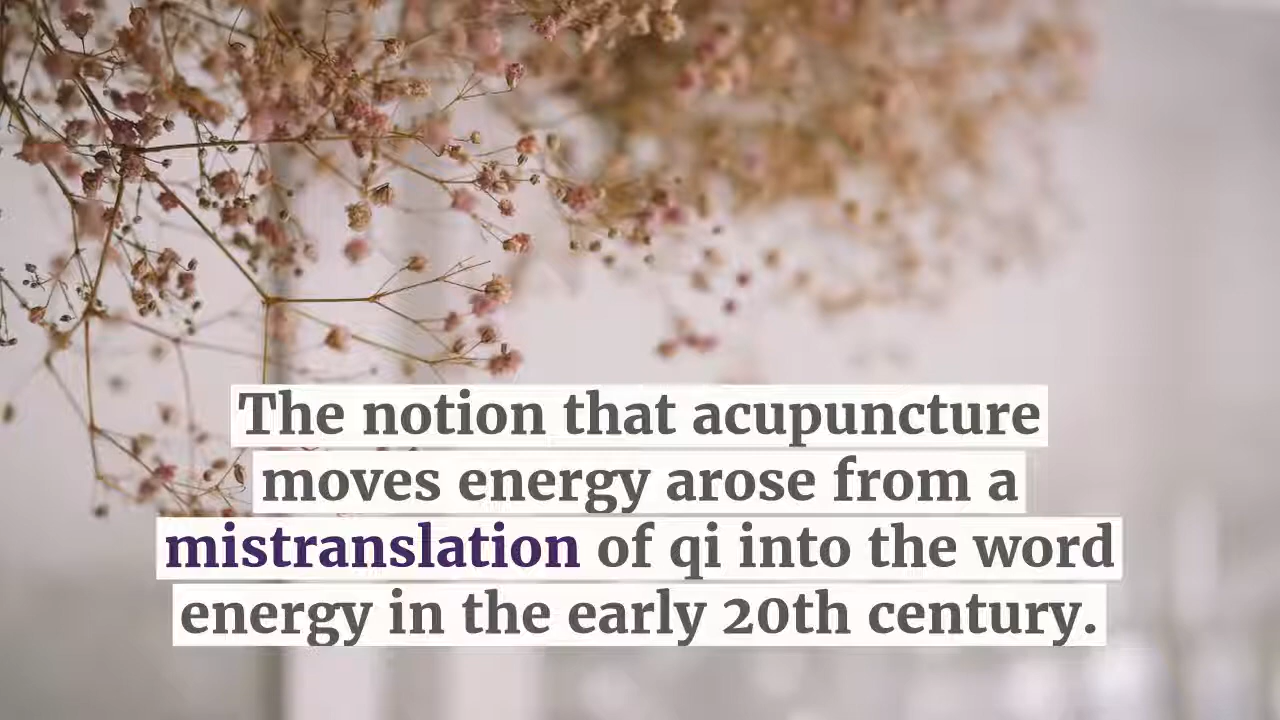 The notion that acupuncture
moves energy arose from a
mistranslation of qi into the word
energy in the early 20th century.